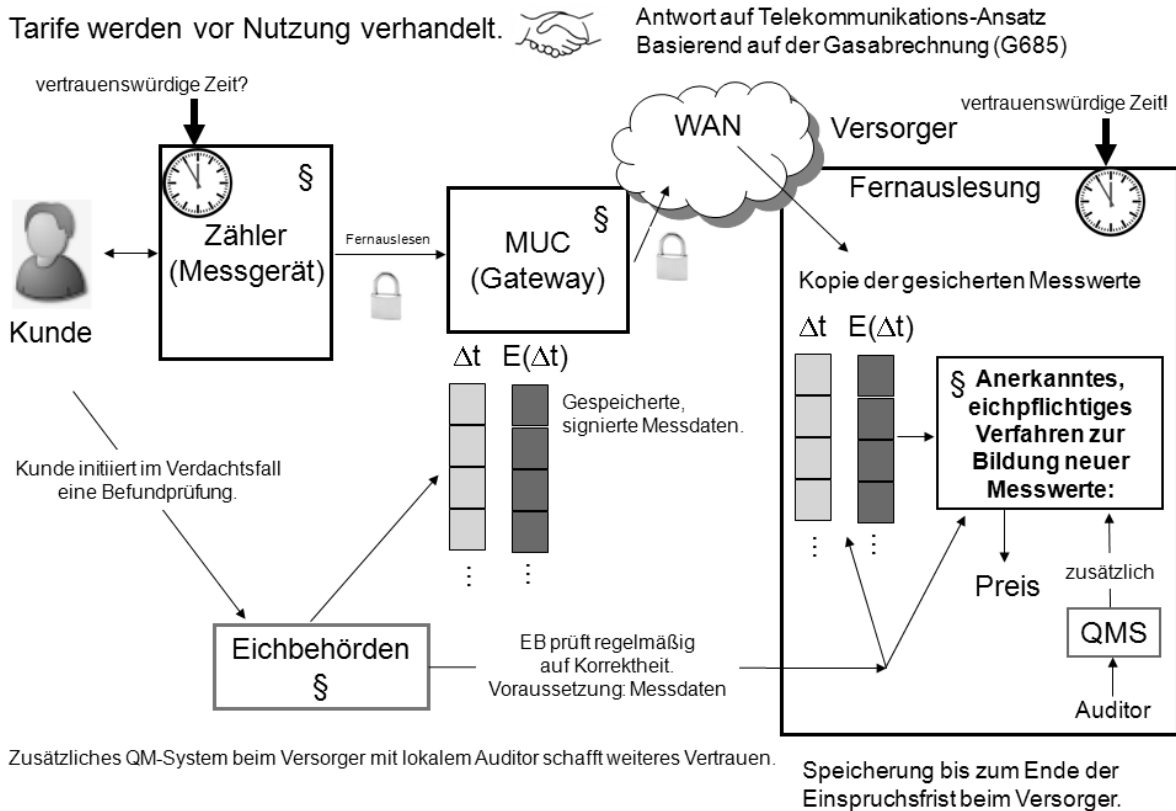 Tarife werden vor Nutzung verhandelt.
Antwort auf Telekommunikations-Ansatz
Basierend auf der Gasabrechnung (G685)
vertrauenswürdige Zeit?
vertrauenswürdige Zeit!
WAN
Versorger
§
Zähler
(Messgerät)
Kunde
Fernauslesen
§
MUC
(Gateway)
Fernauslesung
Kopie der gesicherten Messwerte
Δt E(Δt)
Gespeicherte,
signierte Messdaten.
⋮ ⋮
Δt E(Δt)
⋮ ⋮
§ Anerkanntes,
eichpflichtiges
Verfahren zur
Bildung neuer
Messwerte:
Preis
zusätzlich
QMS
Auditor
Kunde initiiert im Verdachtsfall
eine Befundprüfung.
Eichbehörden
§
EB prüft regelmäßig
auf Korrektheit.
Voraussetzung: Messdaten
Zusätzliches QM-System beim Versorger mit lokalem Auditor schafft weiteres Vertrauen.
Speicherung bis zum Ende der
Einspruchsfrist beim Versorger.